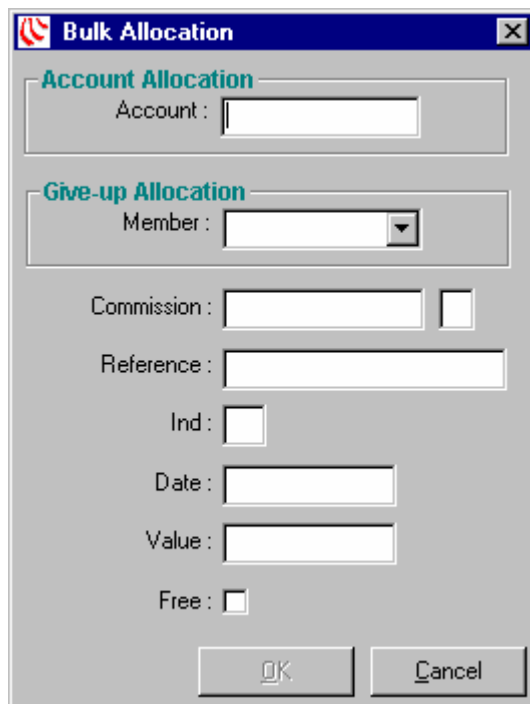 Bulk Allocation
Account Allocation
Account :
Give-up Allocation
Member :
Commission :
Reference :
Ind :
Date :
Value :
Free :
OK Cancel